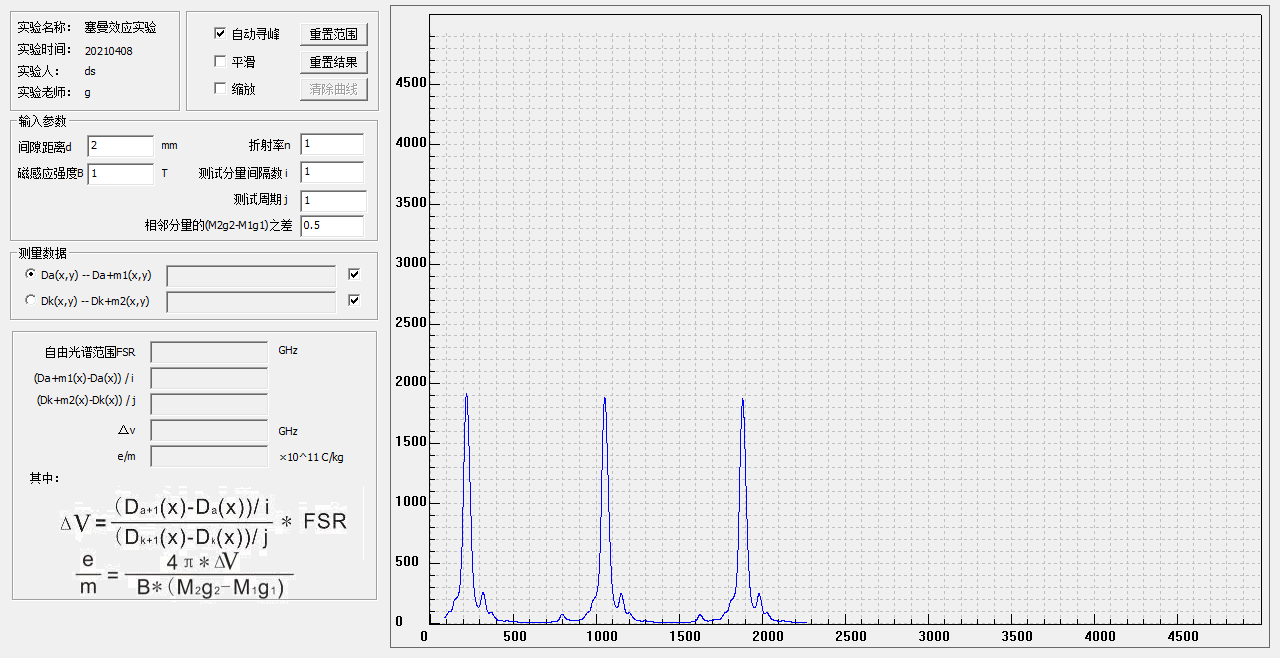 实验名称： 塞曼效应实验
实验时间： 20210408
实验人： ds
实验老师： g
自动寻峰 重置范围
平滑 重置结果
缩放 清除曲线
输入参数
间隙距离d 2 mm 折射率n 1
磁感应强度B 1 T 测试分量间隔数i 1
测试周期j 1
相邻分量的(M2g2-M1g1)之差 0.5
测量数据
Da(x,y) -- Da+m1(x,y)
Dk(x,y) -- Dk+m2(x,y)
自由光谱范围FSR GHz
(Da+m1(x)-Da(x)) / i
(Dk+m2(x)-Dk(x)) / j
△v GHz
e/m ×10^11 C/kg
其中：
ΔV = (Da+1(x)-Da(x))/ i / (Dk+1(x)-Dk(x))/ j * FSR
e/m = 4π*ΔV / B*(M2g2-M1g1)
4500
4000
3500
3000
2500
2000
1500
1000
500
0
0 500 1000 1500 2000 2500 3000 3500 4000 4500